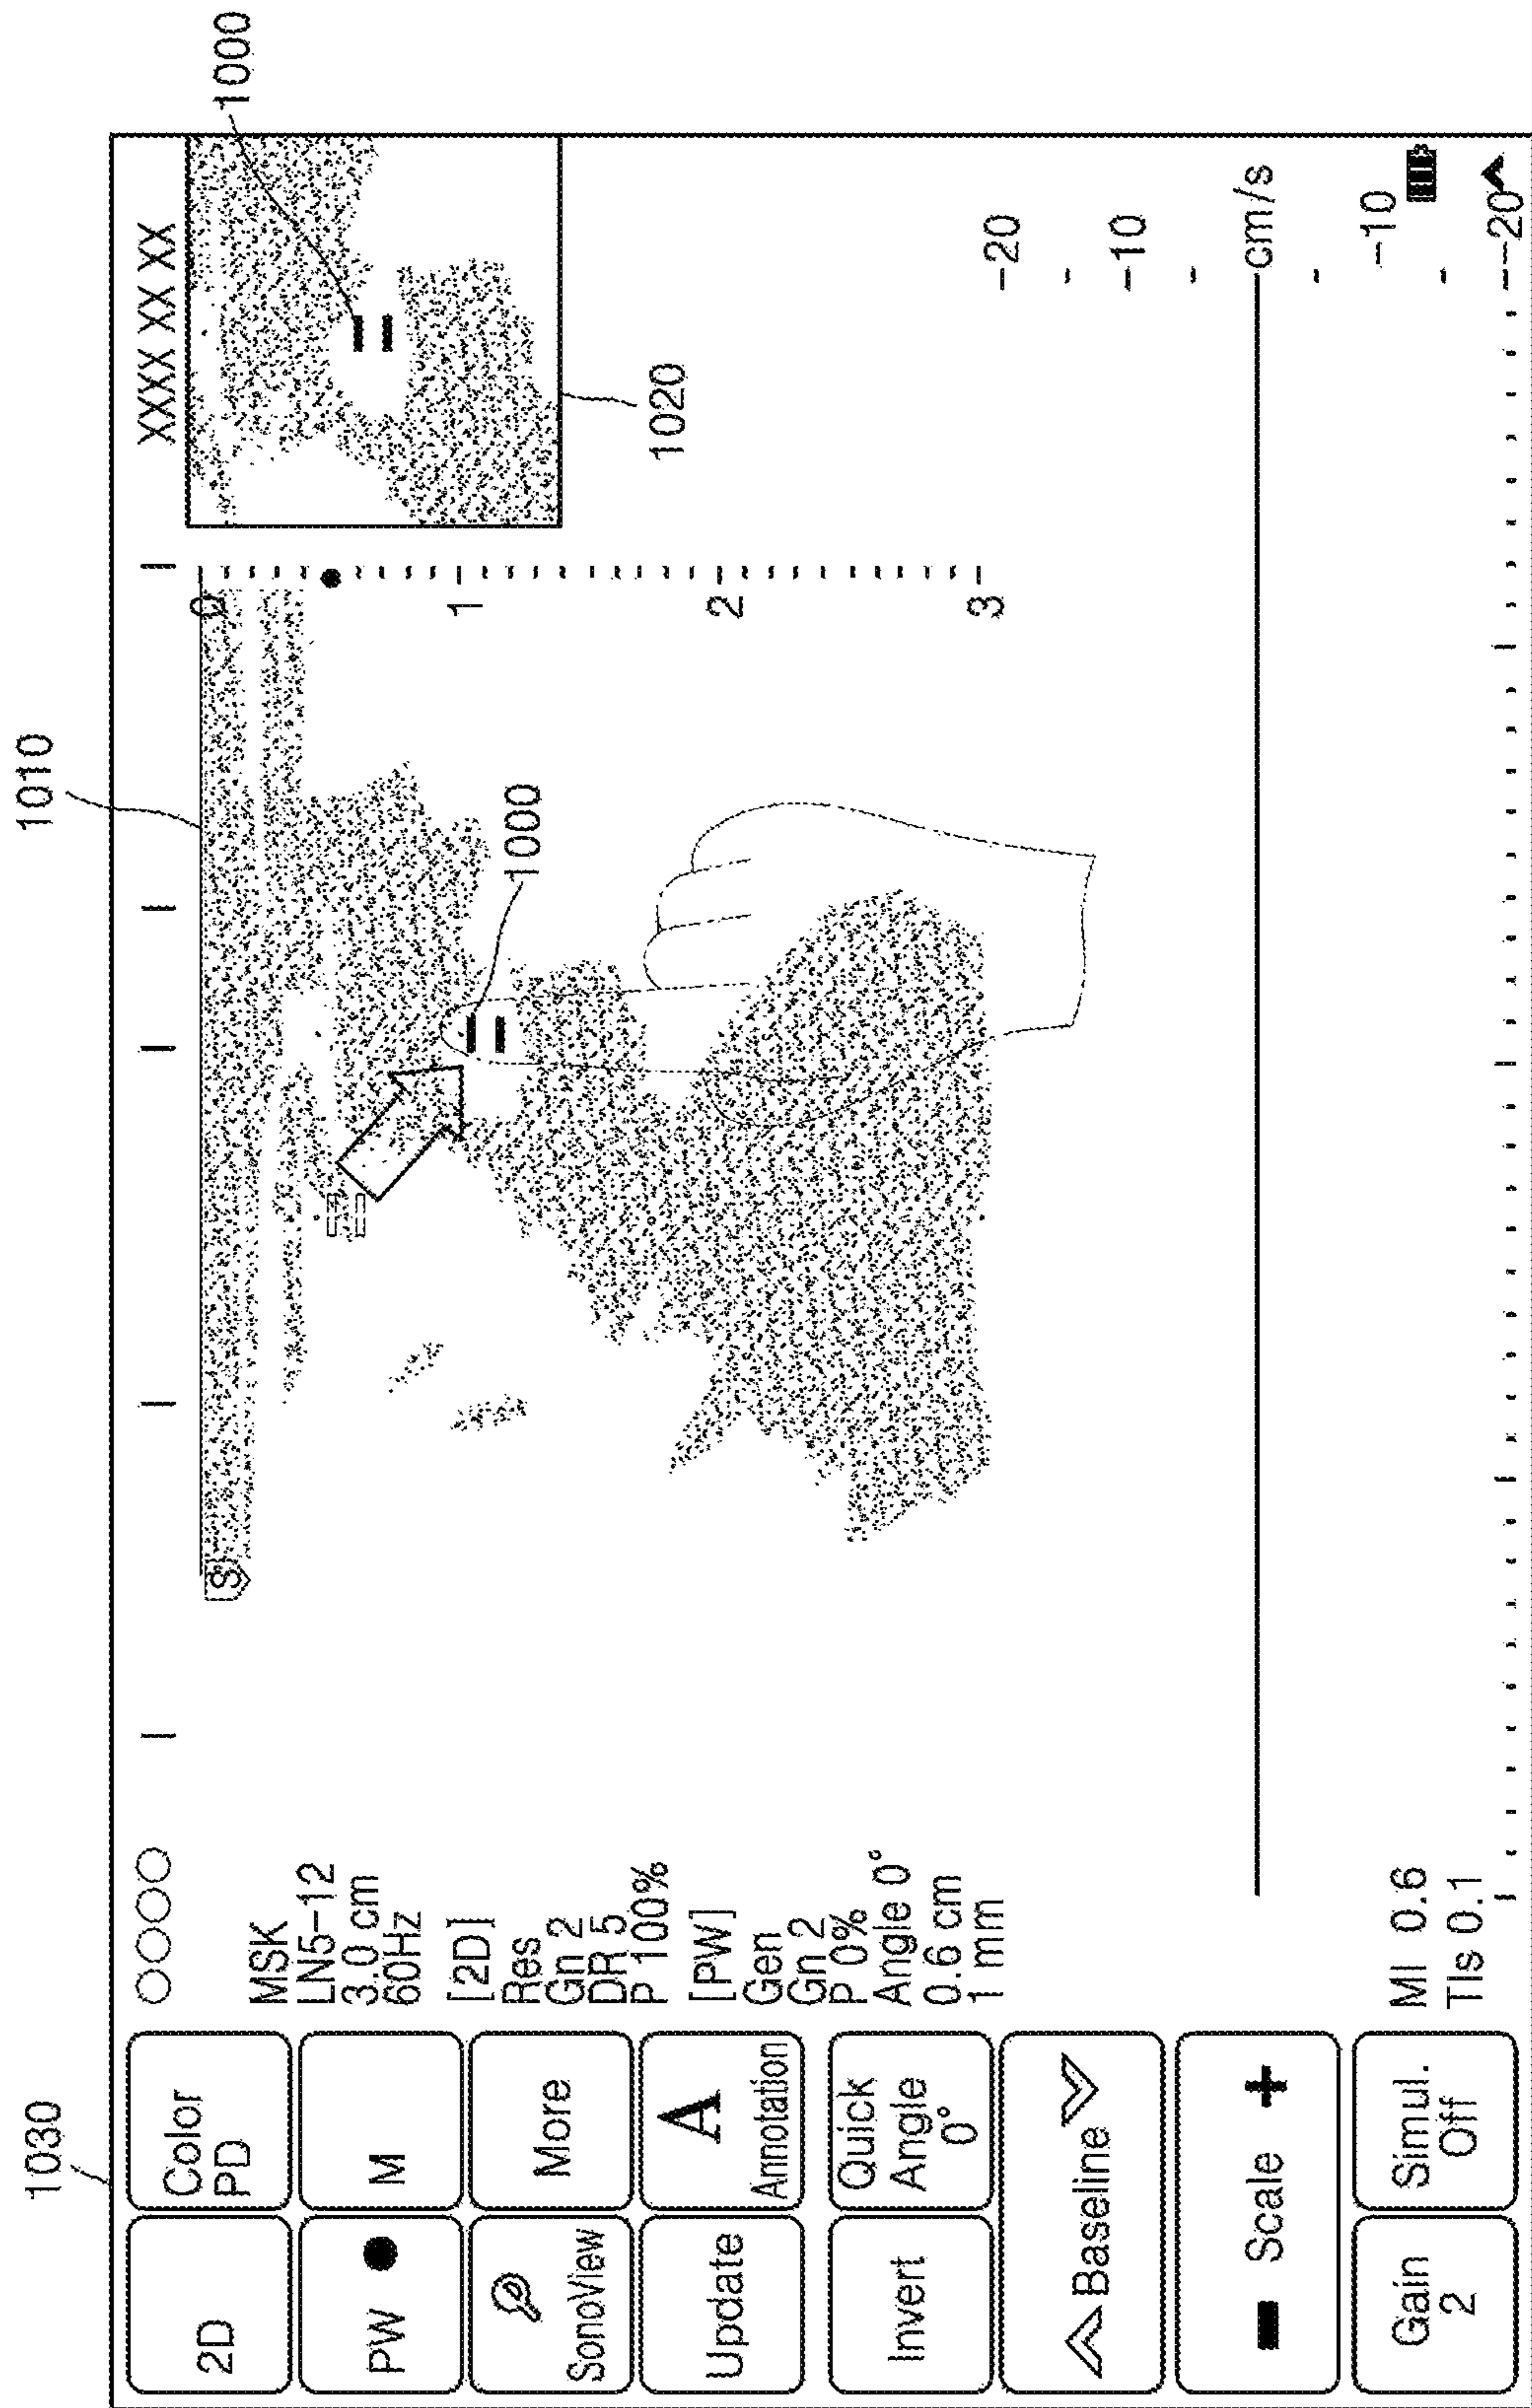 1030
1010
1000
XXXX XX XX
2D
Color
PD
PW
M
SonoView
More
Update
A
Annotation
Invert
Quick
Angle
0°
Baseline
Scale
Gain
2
Simul.
Off
MSK
LN5-12
3.0 cm
60Hz
[2D]
Res
Gn 2
DR 5
P 100%
[PW]
Gen
Gn 2
P 0%
Angle 0°
0.6 cm
1 mm
MI 0.6
TIs 0.1
S
0
1
2
3
1000
1020
-20
-10
cm/s
-10
-20